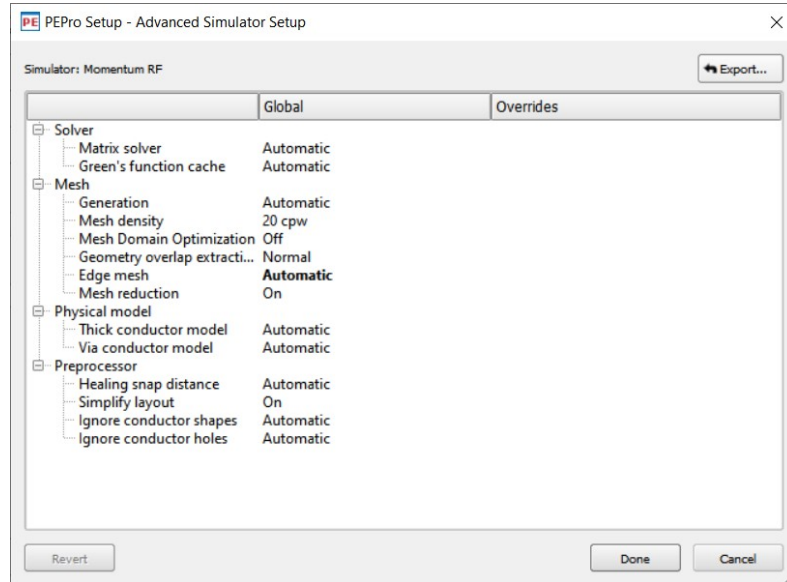 PE PEPro Setup - Advanced Simulator Setup
Simulator: Momentum RF
Export...
Global Overrides
Solver
Matrix solver Automatic
Green's function cache Automatic
Mesh
Generation Automatic
Mesh density 20 cpw
Mesh Domain Optimization Off
Geometry overlap extracti... Normal
Edge mesh Automatic
Mesh reduction On
Physical model
Thick conductor model Automatic
Via conductor model Automatic
Preprocessor
Healing snap distance Automatic
Simplify layout On
Ignore conductor shapes Automatic
Ignore conductor holes Automatic
Revert Done Cancel